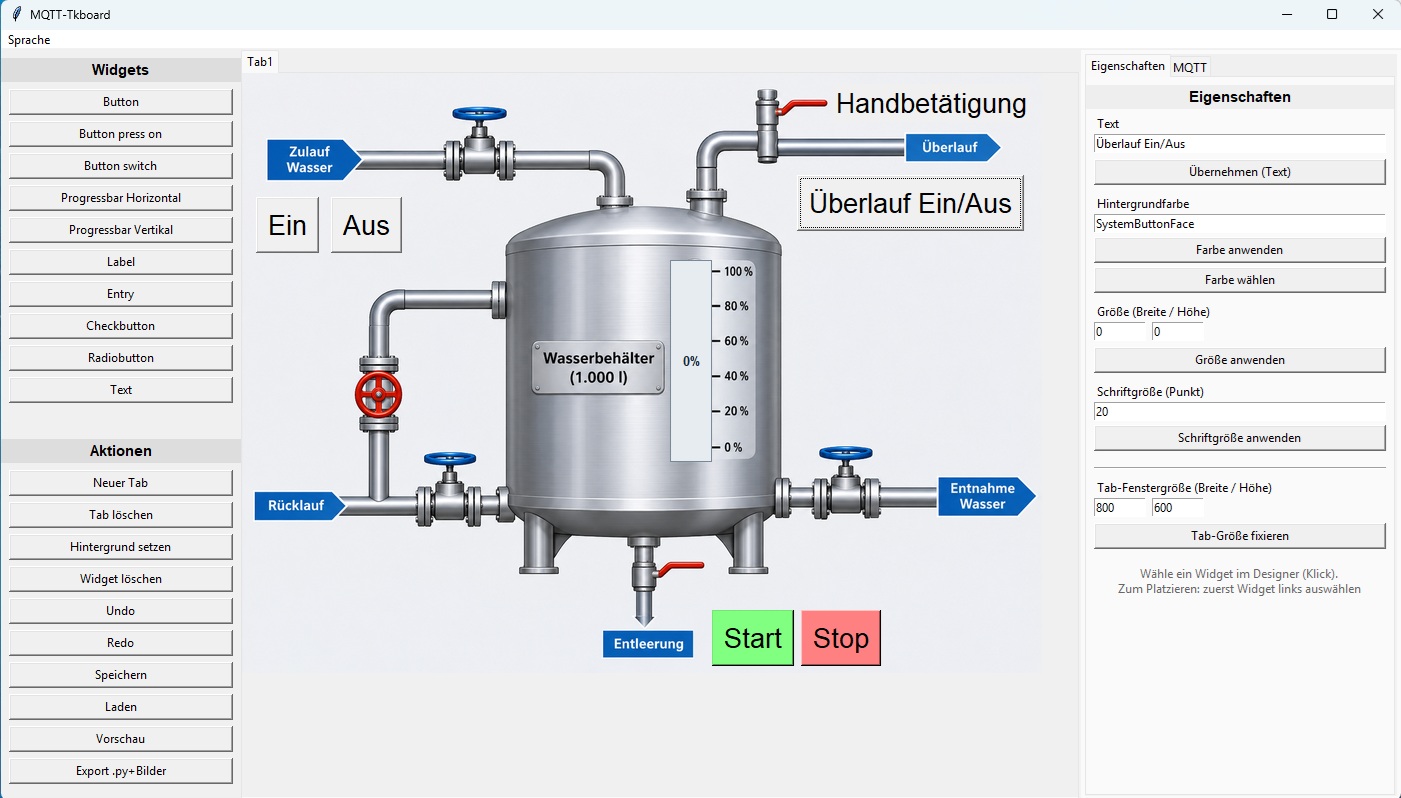 MQTT-Tkboard
Sprache
Widgets
Button
Button press on
Button switch
Progressbar Horizontal
Progressbar Vertikal
Label
Entry
Checkbutton
Radiobutton
Text
Aktionen
Neuer Tab
Tab löschen
Hintergrund setzen
Widget löschen
Undo
Redo
Speichern
Laden
Vorschau
Export .py+Bilder
Tab1
Handbetätigung
Zulauf
Wasser
Überlauf
Ein
Aus
Überlauf Ein/Aus
100 %
80 %
60 %
40 %
20 %
0 %
0%
Wasserbehälter
(1.000 l)
Rücklauf
Entnahme
Wasser
Entleerung
Start
Stop
Eigenschaften
MQTT
Eigenschaften
Text
Überlauf Ein/Aus
Übernehmen (Text)
Hintergrundfarbe
SystemButtonFace
Farbe anwenden
Farbe wählen
Größe (Breite / Höhe)
0
0
Größe anwenden
Schriftgröße (Punkt)
20
Schriftgröße anwenden
Tab-Fenstergröße (Breite / Höhe)
800
600
Tab-Größe fixieren
Wähle ein Widget im Designer (Klick).
Zum Platzieren: zuerst Widget links auswählen